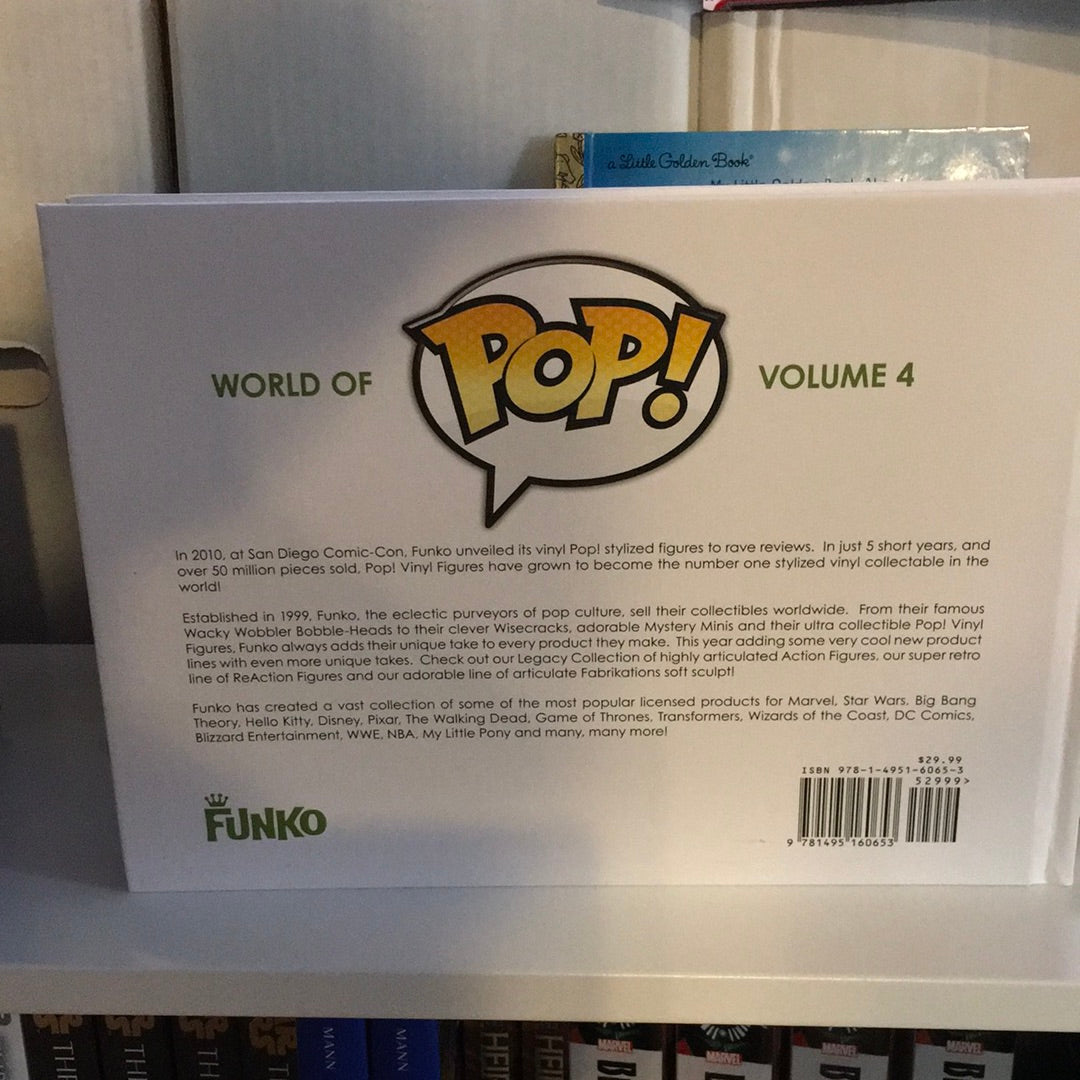 a Little Golden Book®
WORLD OF
POP!
VOLUME 4
In 2010, at San Diego Comic-Con, Funko unveiled its vinyl Pop! stylized figures to rave reviews. In just 5 short years, and
over 50 million pieces sold, Pop! Vinyl Figures have grown to become the number one stylized vinyl collectable in the
world!
Established in 1999, Funko, the eclectic purveyors of pop culture, sell their collectibles worldwide. From their famous
Wacky Wobbler Bobble-Heads to their clever Wisecracks, adorable Mystery Minis and their ultra collectible Pop! Vinyl
Figures, Funko always adds their unique take to every product they make. This year adding some very cool new product
lines with even more unique takes. Check out our Legacy Collection of highly articulated Action Figures, our super retro
line of ReAction Figures and our adorable line of articulate Fabrikations soft sculpt!
Funko has created a vast collection of some of the most popular licensed products for Marvel, Star Wars, Big Bang
Theory, Hello Kitty, Disney, Pixar, The Walking Dead, Game of Thrones, Transformers, Wizards of the Coast, DC Comics,
Blizzard Entertainment, WWE, NBA, My Little Pony and many, many more!
$29.99
ISBN 978-1-4951-6065-3
52999>
9 781495 160653
FUNKO
MANN
MANN
MARVEL
MARVEL
MARVEL
MARVEL